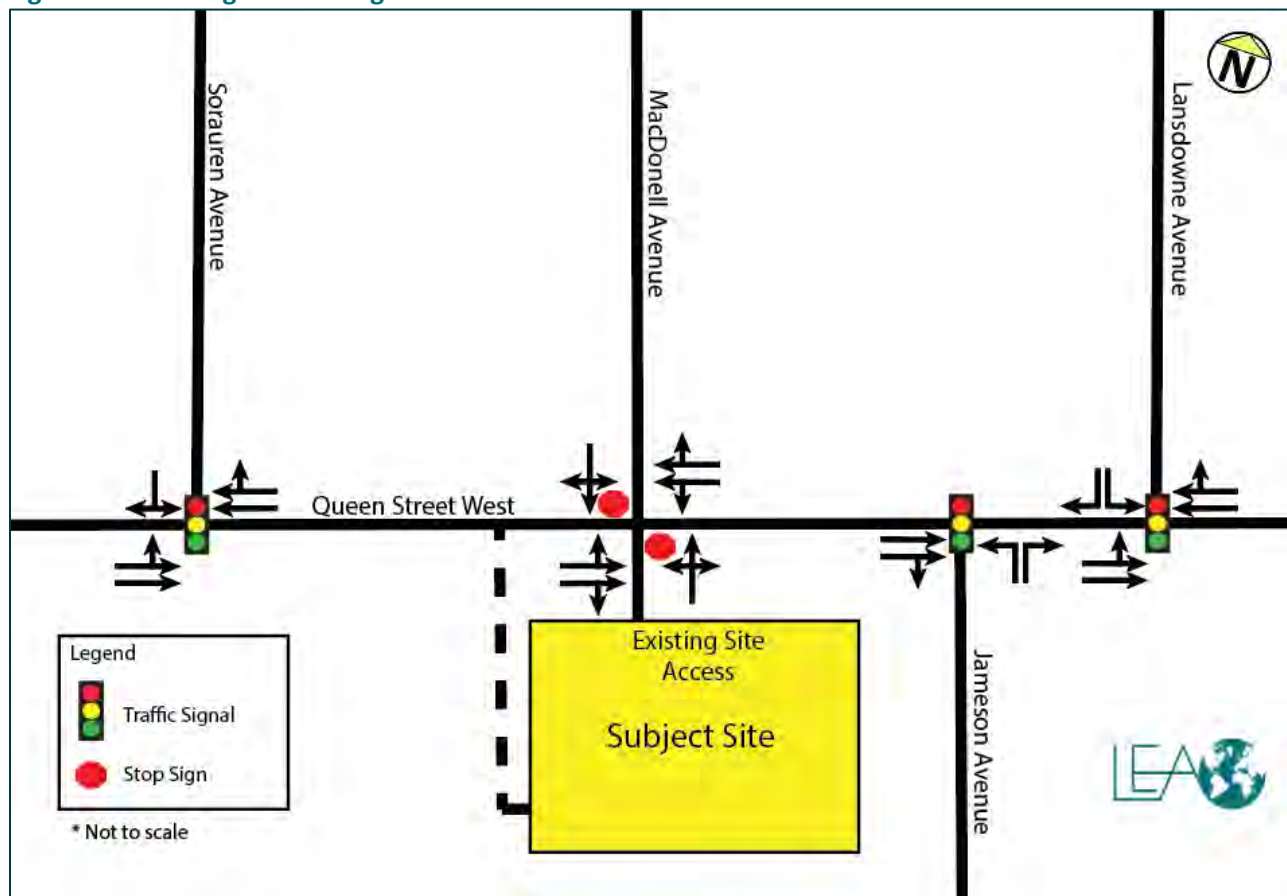 Sorauren Avenue
MacDonell Avenue
Lansdowne Avenue
N
Queen Street West
Existing Site
Access
Subject Site
Jameson Avenue
Legend
Traffic Signal
Stop Sign
* Not to scale
LEA